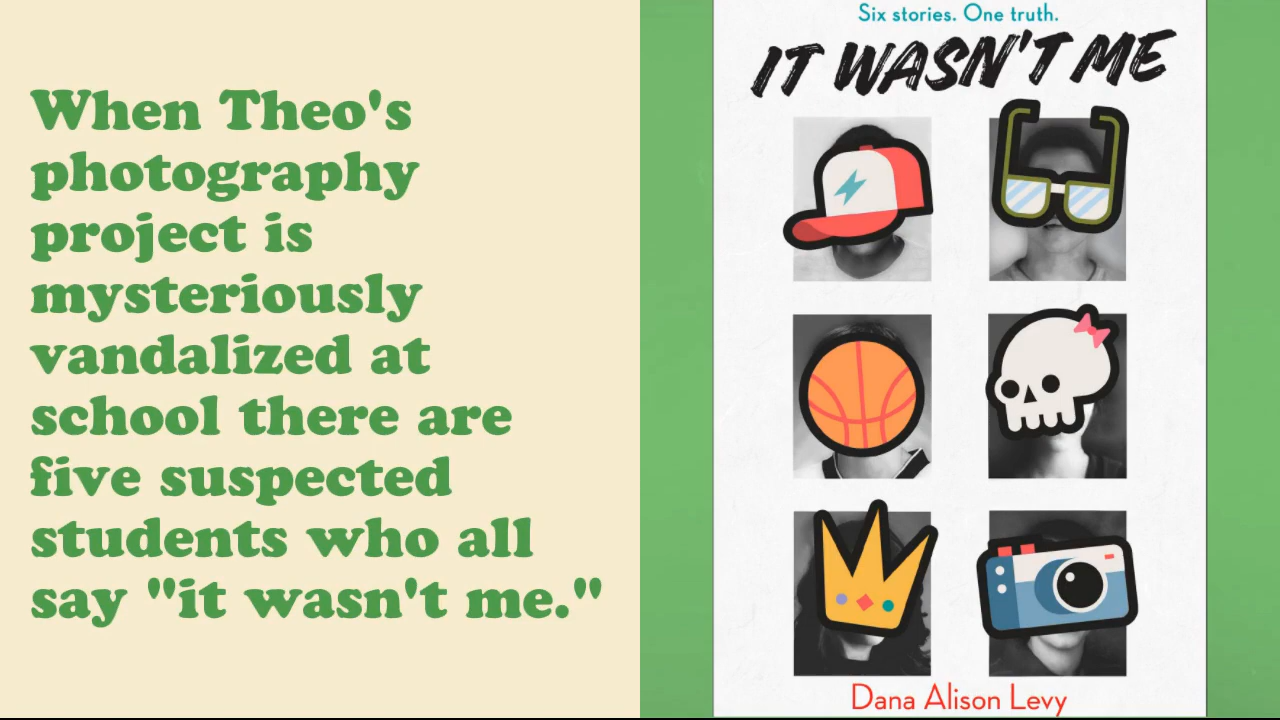 When Theo's
photography
project is
mysteriously
vandalized at
school there are
five suspected
students who all
say "it wasn't me."
Six stories. One truth.
IT WASN'T ME
Dana Alison Levy